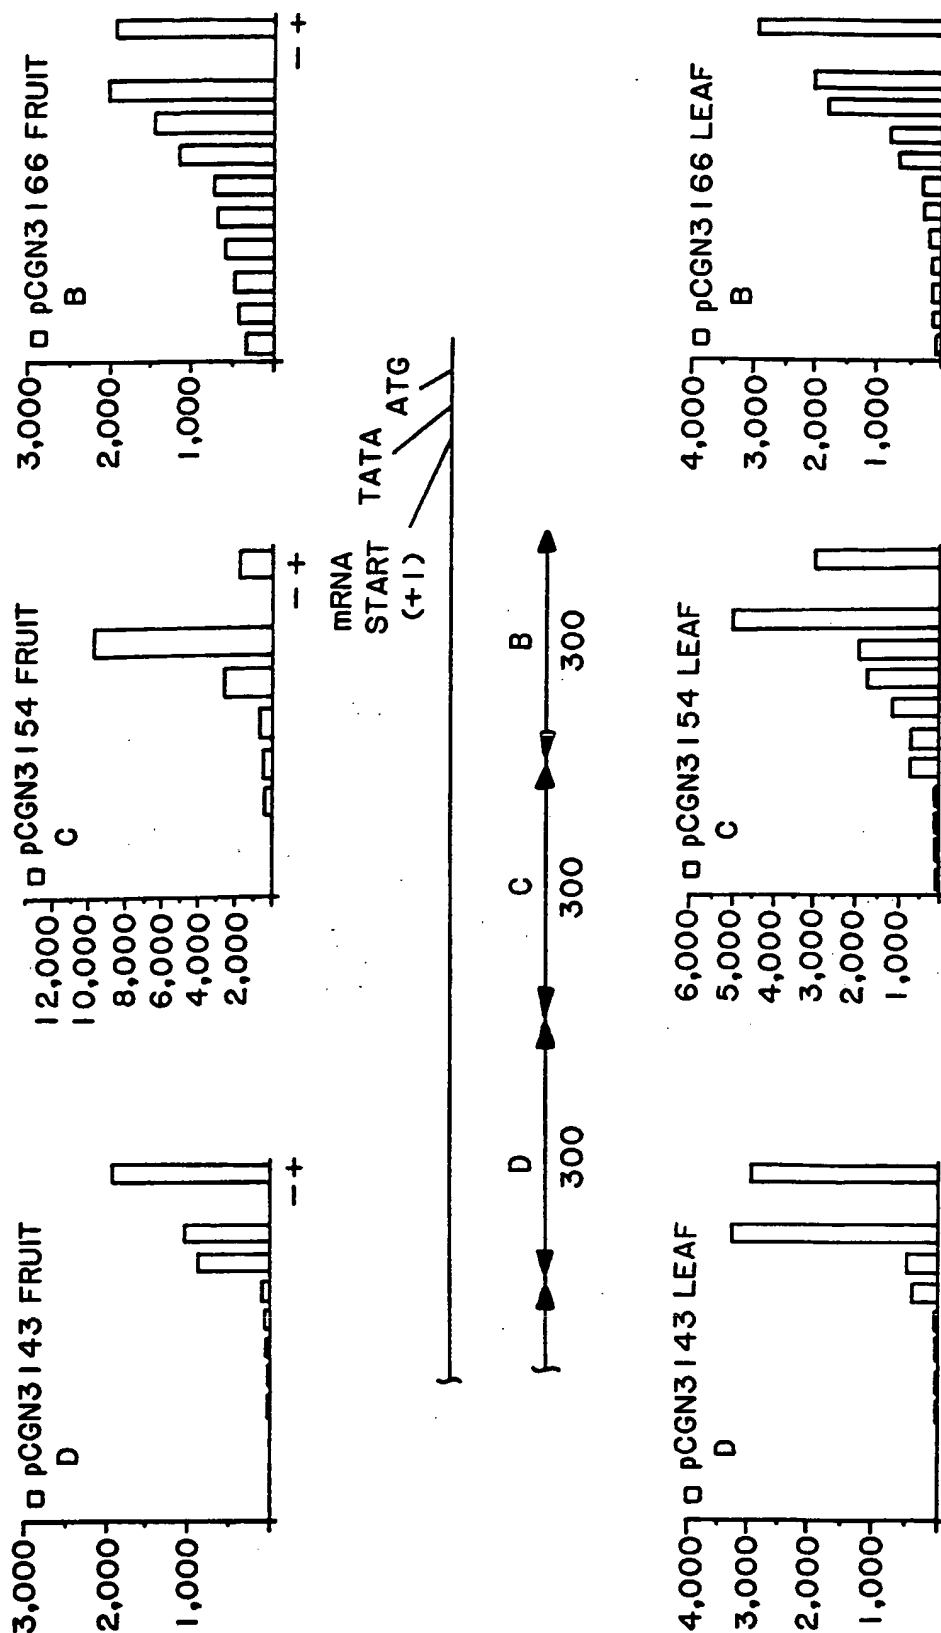 3,000
2,000
1,000
pCGN3143 FRUIT
D
- +
12,000
10,000
8,000
6,000
4,000
2,000
pCGN3154 FRUIT
C
- +
3,000
2,000
1,000
pCGN3166 FRUIT
B
- +
mRNA
START
(+1)
TATA
ATG
D
300
C
300
B
300
4,000
3,000
2,000
1,000
pCGN3143 LEAF
D
6,000
5,000
4,000
3,000
2,000
1,000
pCGN3154 LEAF
C
4,000
3,000
2,000
1,000
pCGN3166 LEAF
B